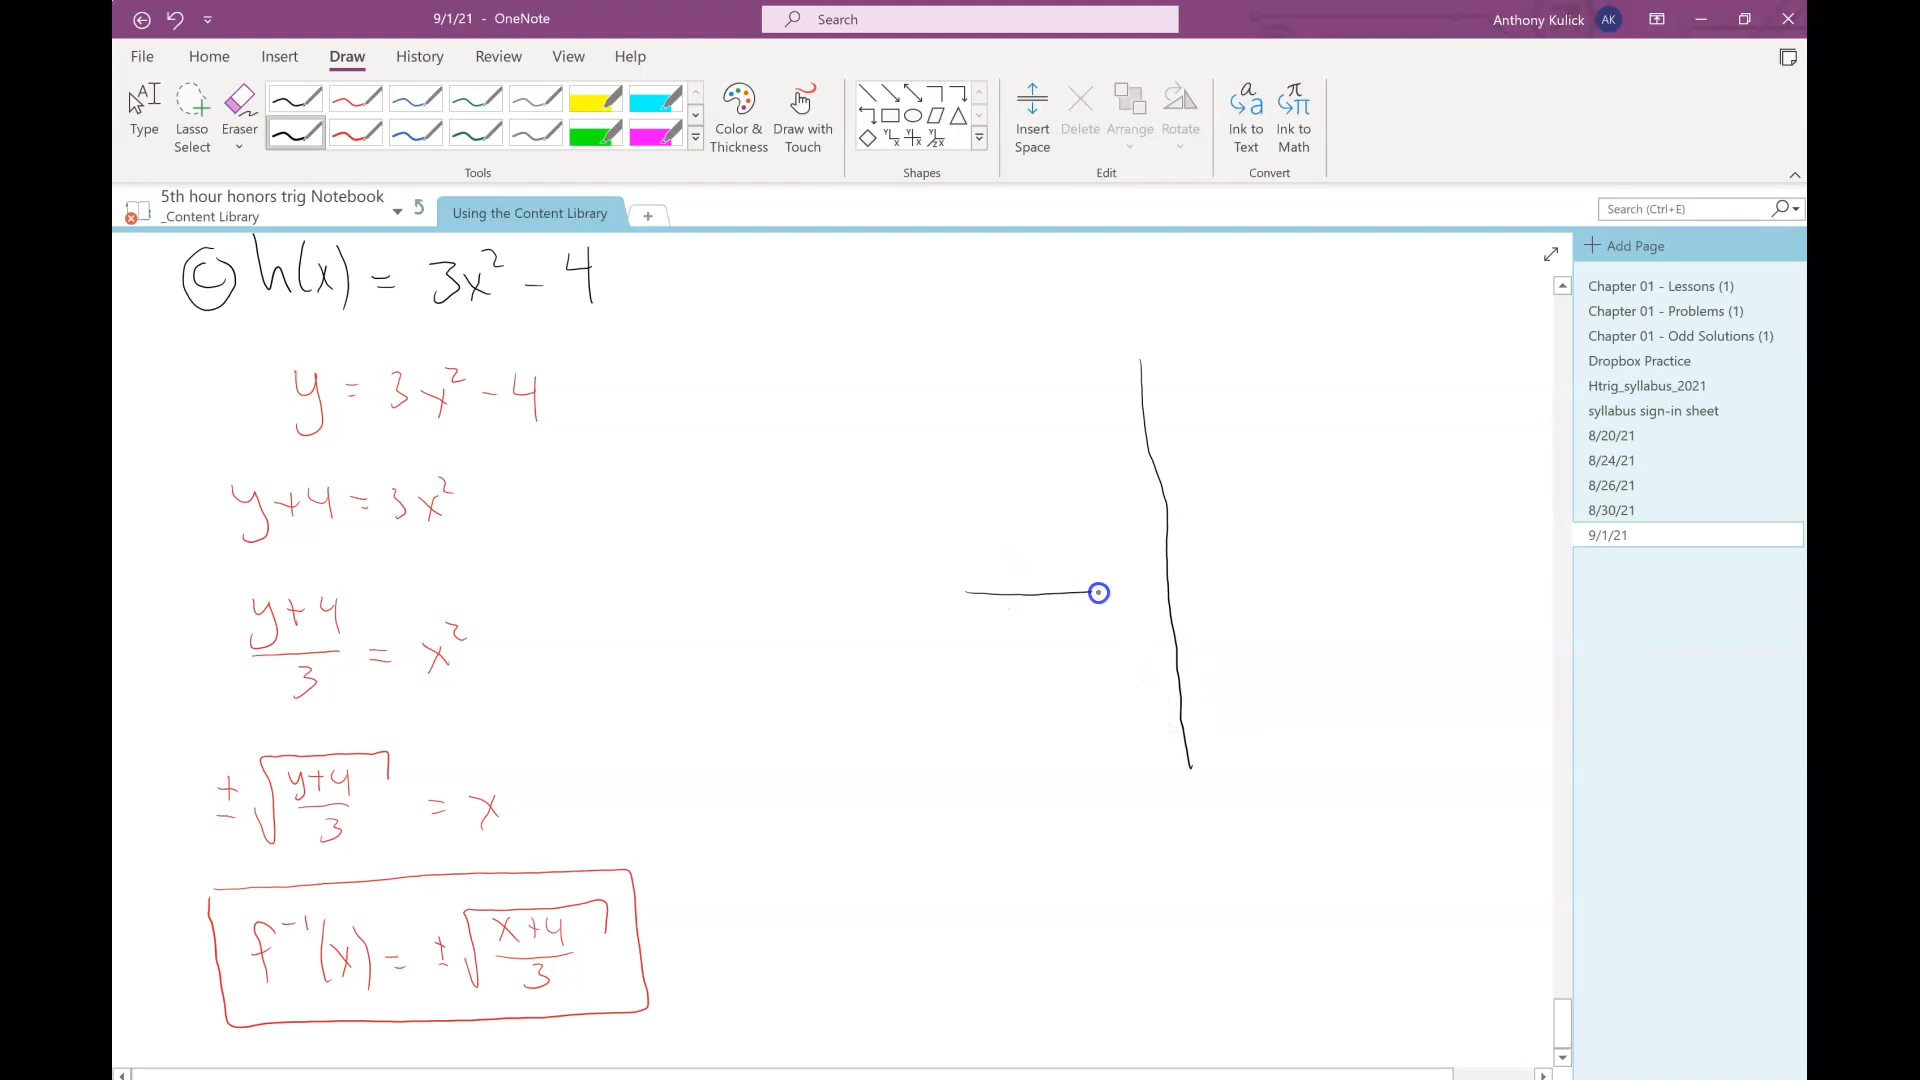 9/1/21 - OneNote
Search
Anthony Kulick AK
File Home Insert Draw History Review View Help
Type
Lasso Select
Eraser
Color & Thickness
Draw with Touch
Insert Space
Delete
Arrange
Rotate
Ink to Text
Ink to Math
Tools
Shapes
Edit
Convert
5th hour honors trig Notebook
_Content Library
Using the Content Library
Search (Ctrl+E)
Add Page
Chapter 01 - Lessons (1)
Chapter 01 - Problems (1)
Chapter 01 - Odd Solutions (1)
Dropbox Practice
Htrig_syllabus_2021
syllabus sign-in sheet
8/20/21
8/24/21
8/26/21
8/30/21
9/1/21
ⓒ h(x) = 3x² - 4
y = 3x² - 4
y+4 = 3x²
(y+4)/3 = x²
±√((y+4)/3) = x
f⁻¹(x) = ±√((x+4)/3)